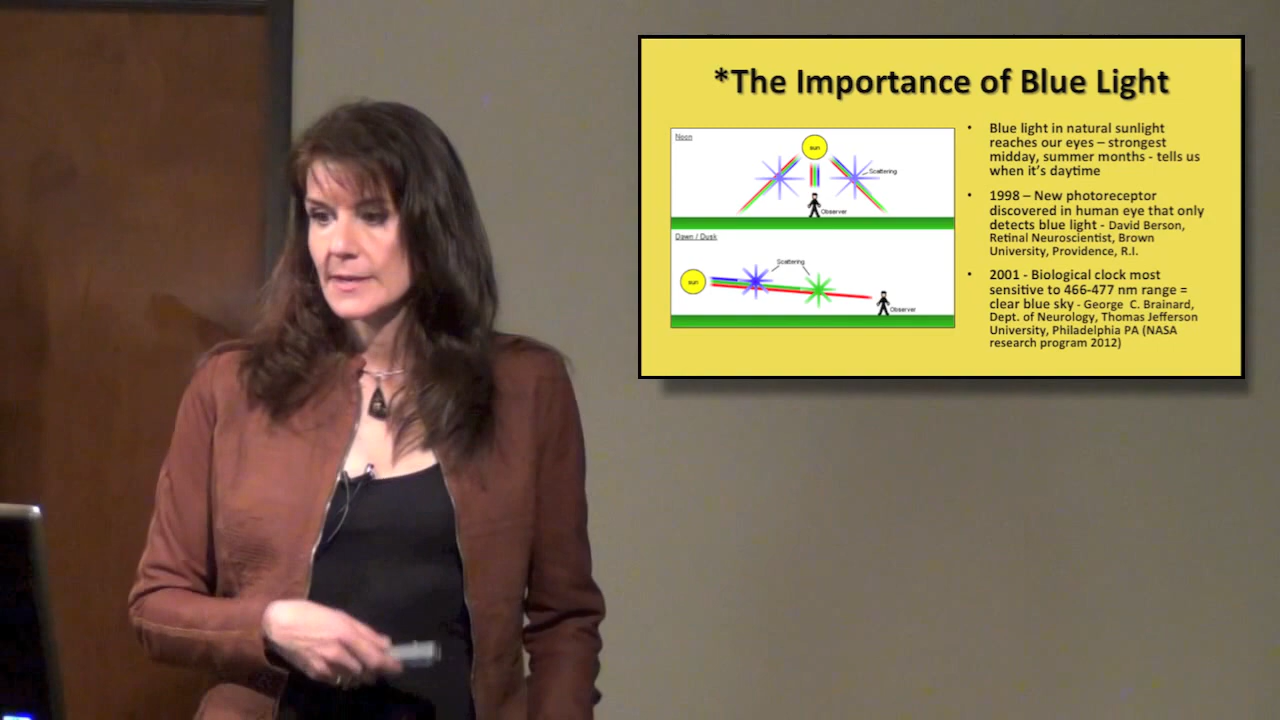 *The Importance of Blue Light
Noon
sun
Scattering
Observer
Dawn / Dusk
Scattering
sun
Observer
• Blue light in natural sunlight
reaches our eyes – strongest
midday, summer months - tells us
when it's daytime
• 1998 – New photoreceptor
discovered in human eye that only
detects blue light - David Berson,
Retinal Neuroscientist, Brown
University, Providence, R.I.
• 2001 - Biological clock most
sensitive to 466-477 nm range =
clear blue sky - George C. Brainard,
Dept. of Neurology, Thomas Jefferson
University, Philadelphia PA (NASA
research program 2012)